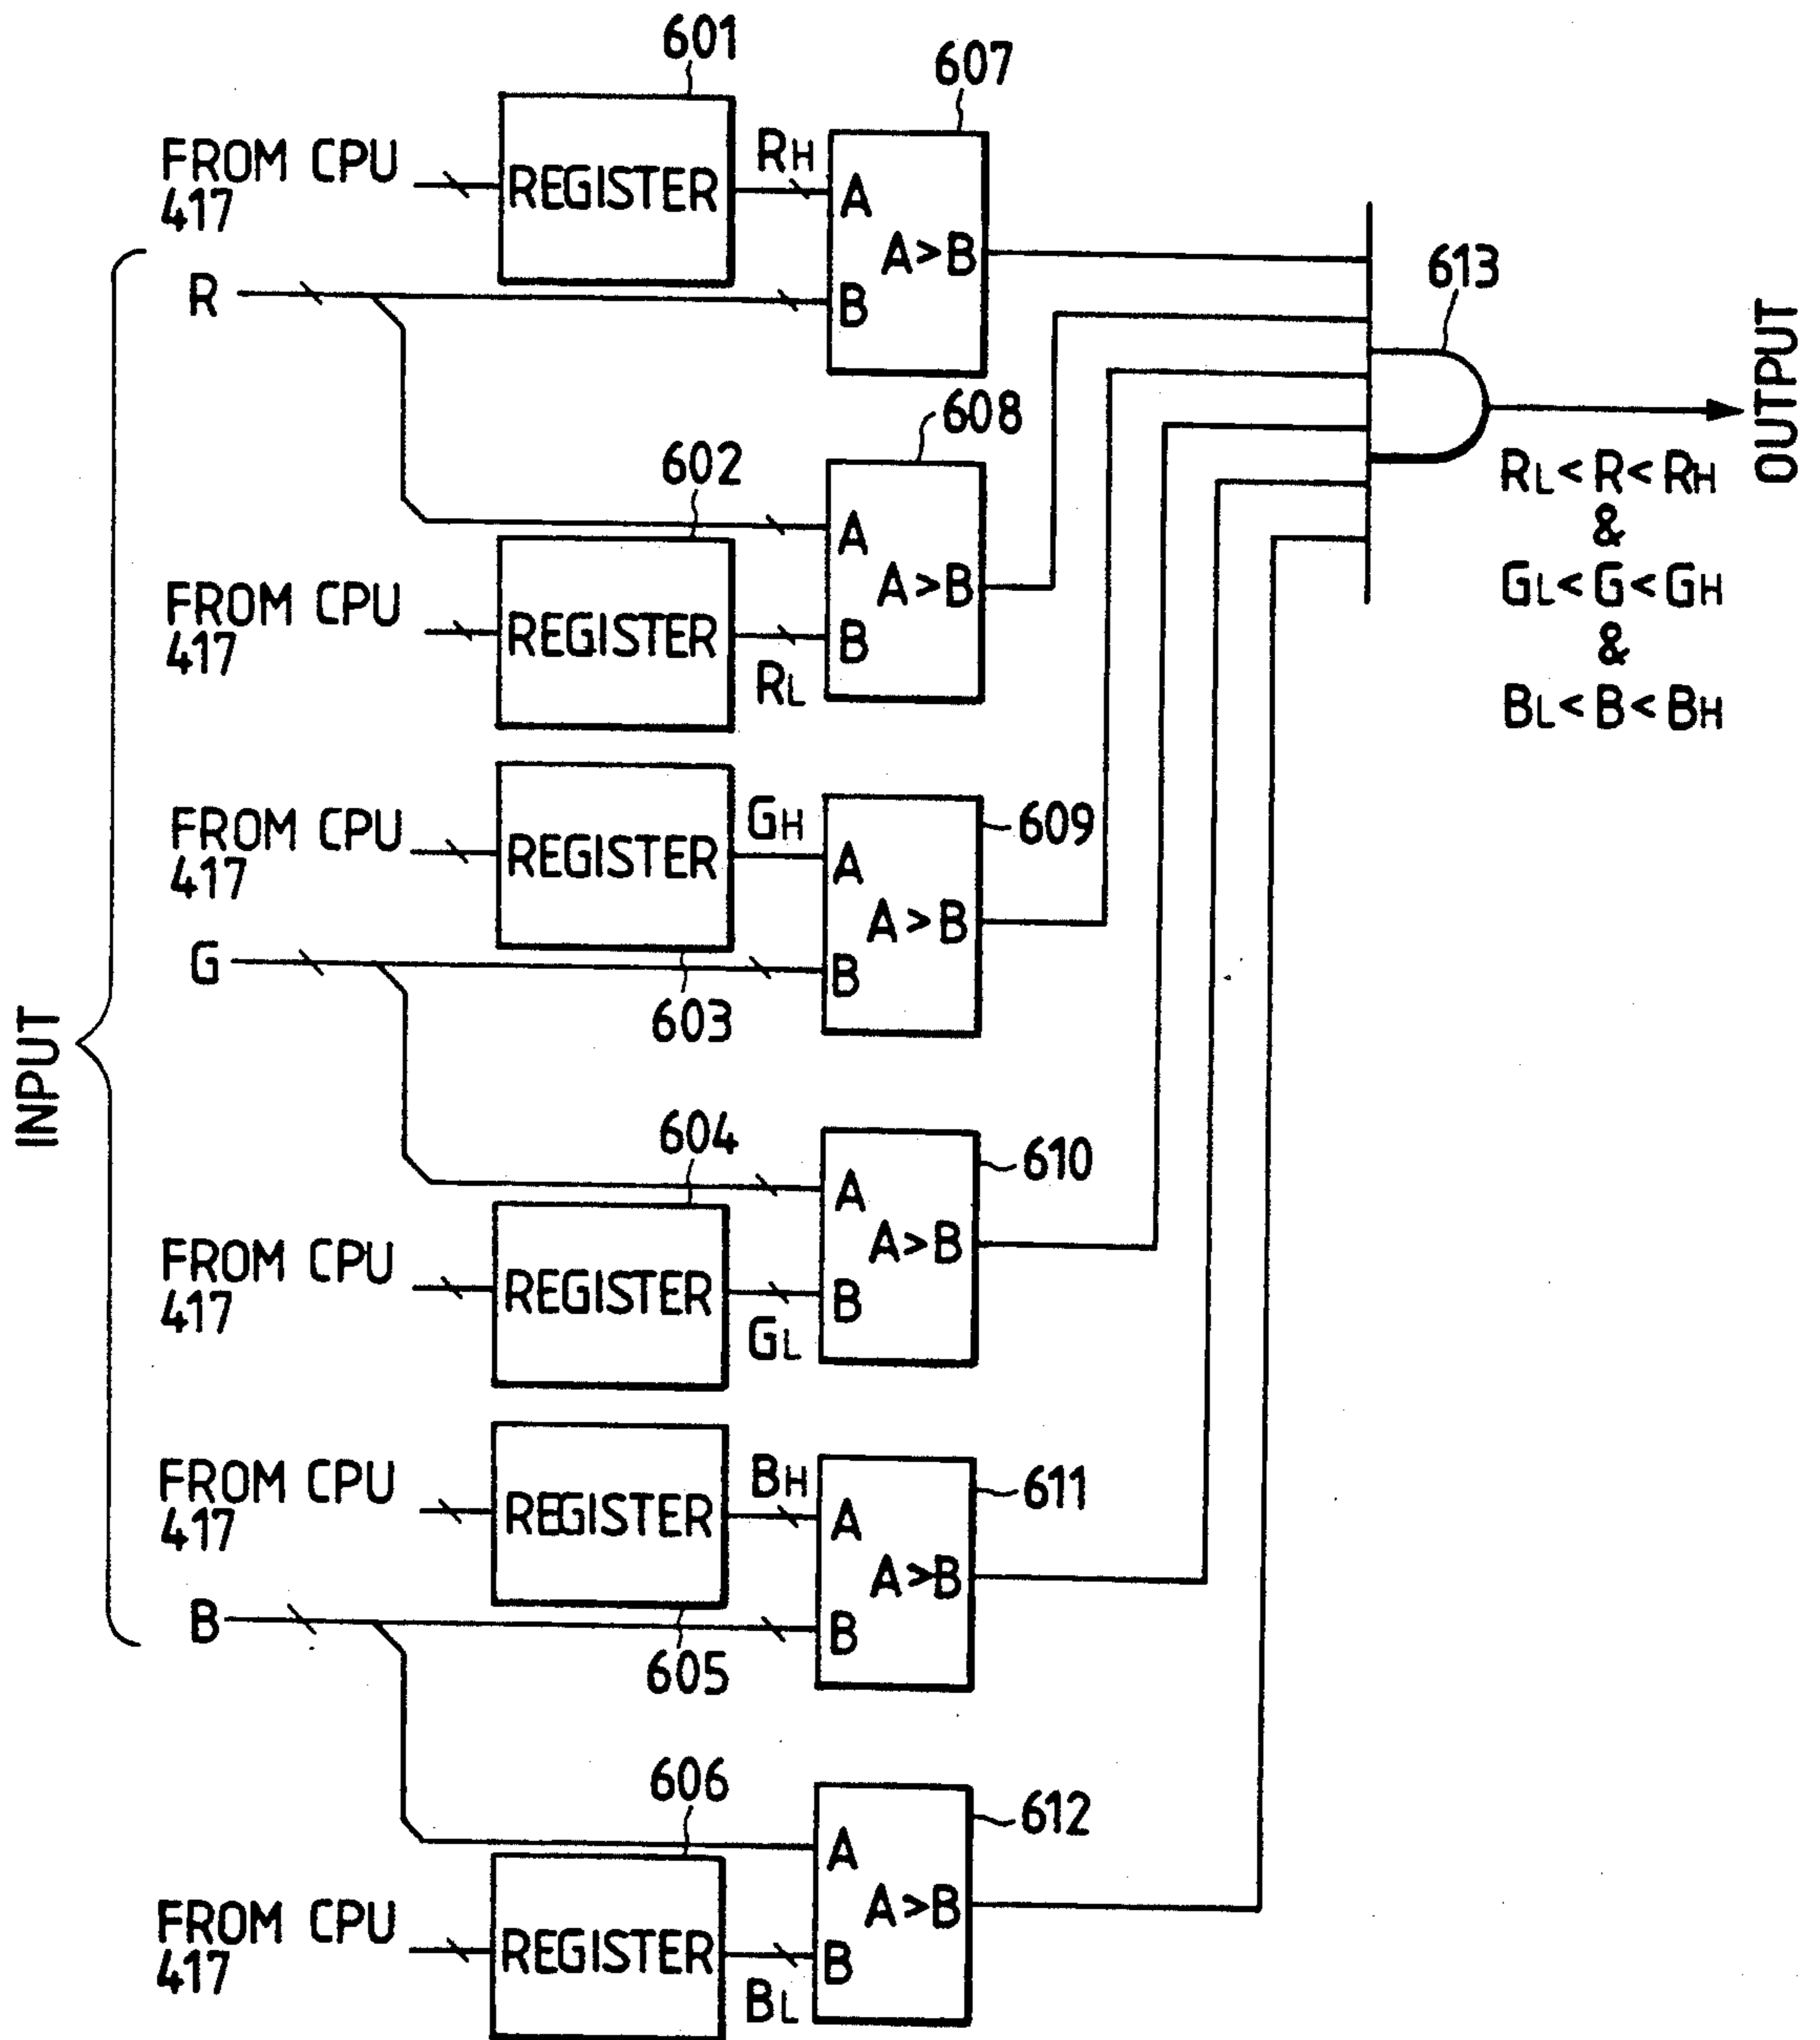 601
607
FROM CPU
417
REGISTER
RH
A
A>B
B
R
613
OUTPUT
608
602
A
A>B
B
FROM CPU
417
REGISTER
RL
RL<R<RH
&
GL<G<GH
&
BL<B<BH
FROM CPU
417
REGISTER
GH
A
A>B
B
609
G
603
INPUT
604
610
A
A>B
B
FROM CPU
417
REGISTER
GL
FROM CPU
417
REGISTER
BH
A
A>B
B
611
B
605
606
612
A
A>B
B
FROM CPU
417
REGISTER
BL